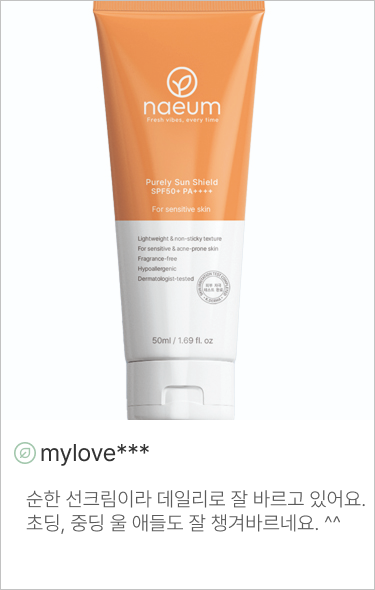 naeum
Fresh vibes, every time
Purely Sun Shield
SPF50+ PA++++
For sensitive skin
Lightweight & non-sticky texture
For sensitive & acne-prone skin
Fragrance-free
Hypoallergenic
Dermatologist-tested
50ml / 1.69 fl. oz
mylove***
순한 선크림이라 데일리로 잘 바르고 있어요.
초딩, 중딩 울 애들도 잘 챙겨바르네요. ^^